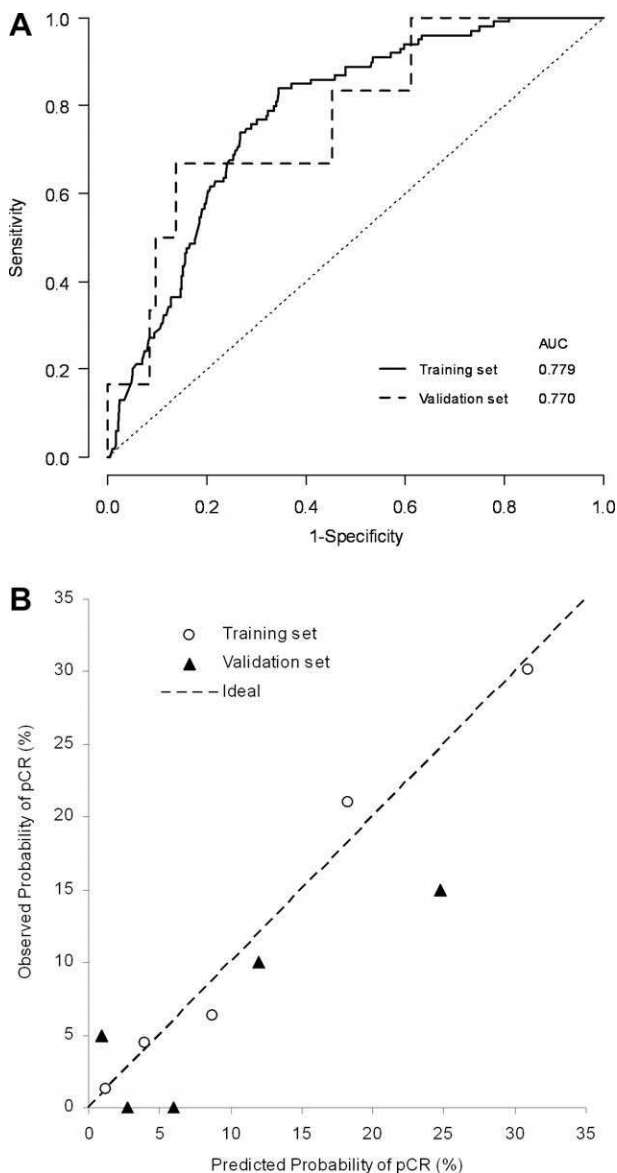 A
1.0
0.8
0.6
0.4
0.2
0.0
Sensitivity
AUC
Training set 0.779
Validation set 0.770
0.0 0.2 0.4 0.6 0.8 1.0
1-Specificity
B
35
30
25
20
15
10
5
0
Observed Probability of pCR (%)
Training set
Validation set
Ideal
0 5 10 15 20 25 30 35
Predicted Probability of pCR (%)